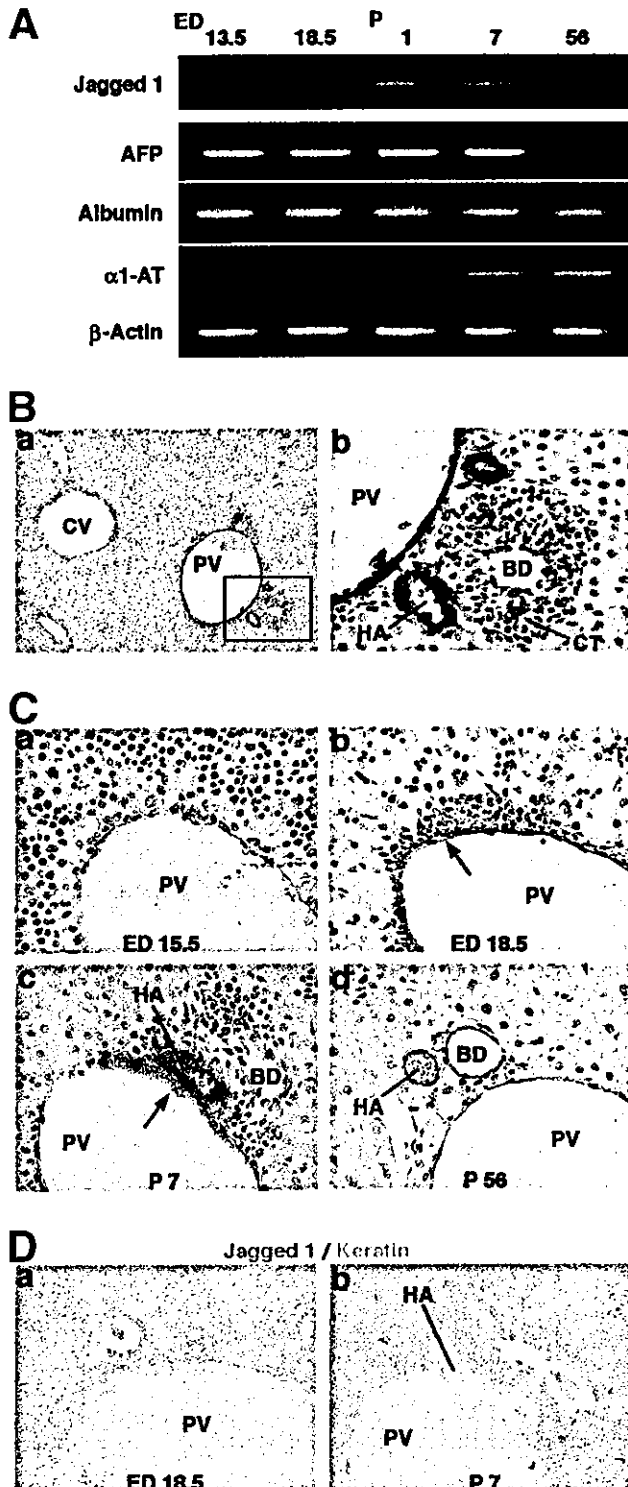 A
ED P
13.5 18.5 1 7 56
Jagged 1
AFP
Albumin
α1-AT
β-Actin
B
a b
CV PV PV BD
HA CT
C
a b
PV PV
ED 15.5 ED 18.5
c d
HA BD
BD HA
PV PV
P 7 P 56
D
Jagged 1 / Keratin
a b
HA
PV PV
ED 18.5 P 7